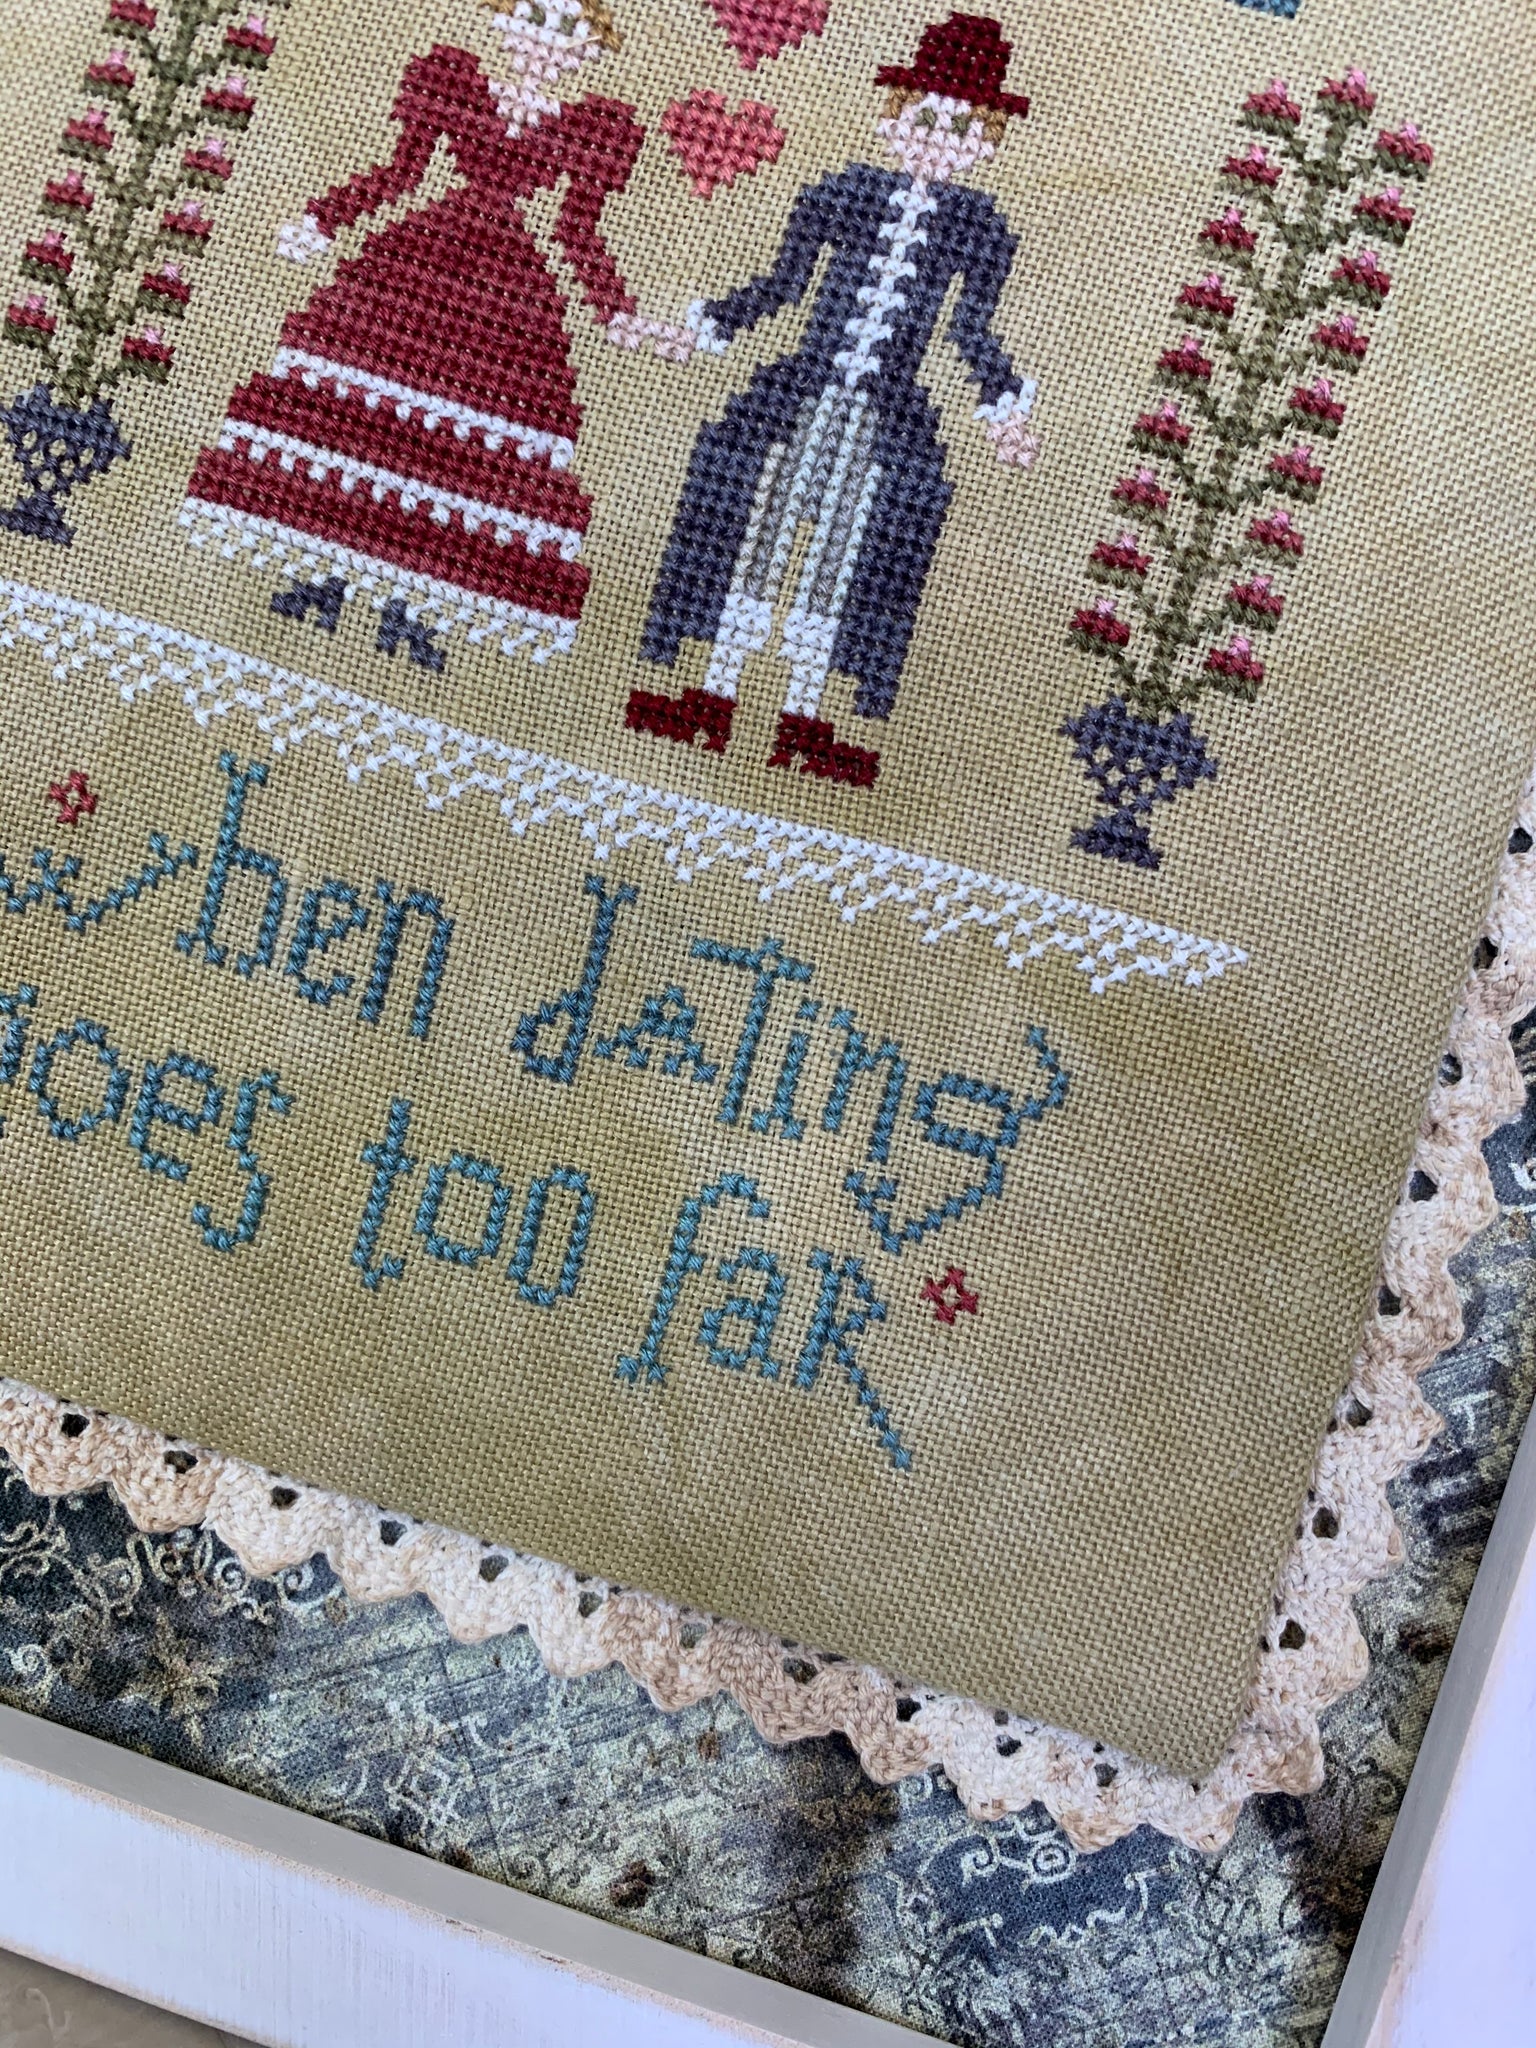 when dating
goes too far